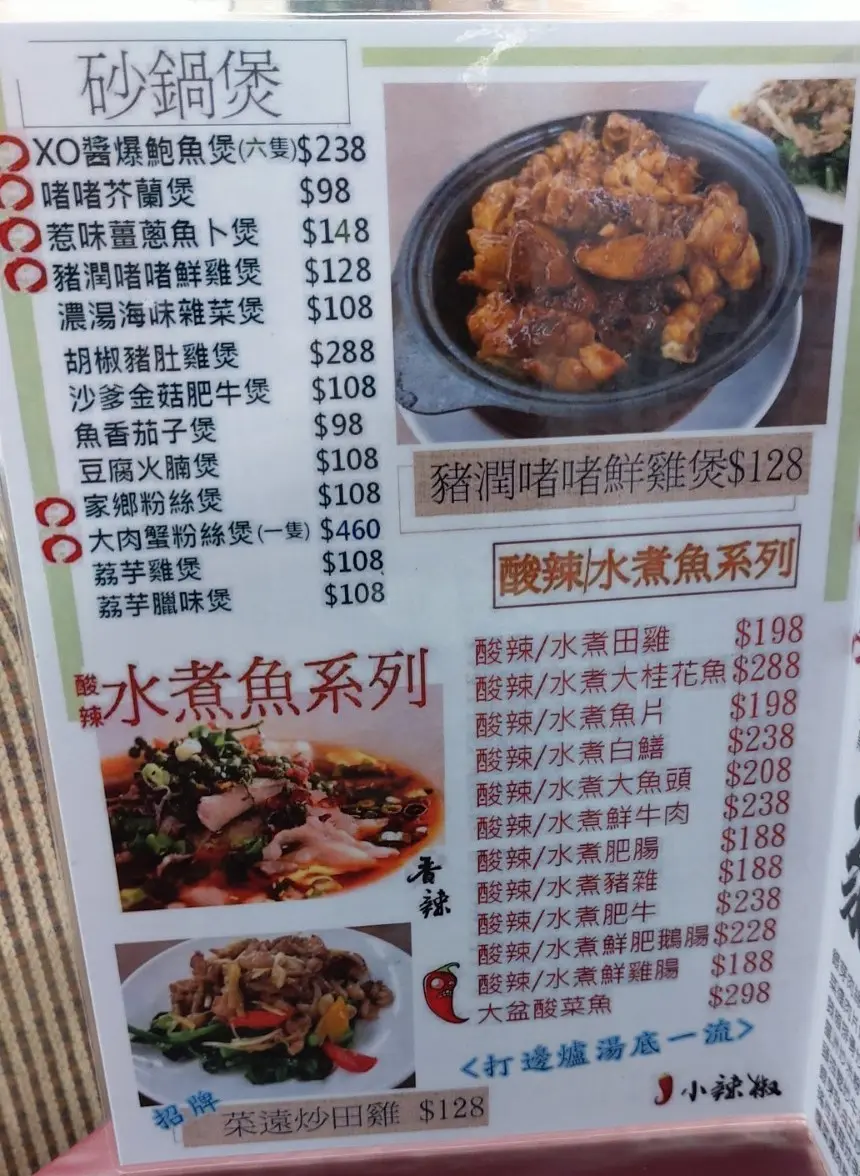 砂鍋煲
XO醬爆鮑魚煲(六隻)$238
啫啫芥蘭煲 $98
惹味薑蔥魚卜煲 $148
豬潤啫啫鮮雞煲 $128
濃湯海味雜菜煲 $108
胡椒豬肚雞煲 $288
沙爹金菇肥牛煲 $108
魚香茄子煲 $98
豆腐火腩煲 $108
家鄉粉絲煲 $108
大肉蟹粉絲煲(一隻) $460
荔芋雞煲 $108
荔芋臘味煲 $108
豬潤啫啫鮮雞煲$128
酸辣/水煮魚系列
酸辣/水煮田雞 $198
酸辣/水煮大桂花魚 $288
酸辣/水煮魚片 $198
酸辣/水煮白鱔 $238
酸辣/水煮大魚頭 $208
酸辣/水煮鮮牛肉 $238
酸辣/水煮肥腸 $188
酸辣/水煮豬雜 $188
酸辣/水煮肥牛 $238
酸辣/水煮鮮肥鵝腸 $228
酸辣/水煮鮮雞腸 $188
大盆酸菜魚 $298
<打邊爐湯底一流>
小辣椒
酸辣水煮魚系列
香辣
招牌
菜遠炒田雞 $128